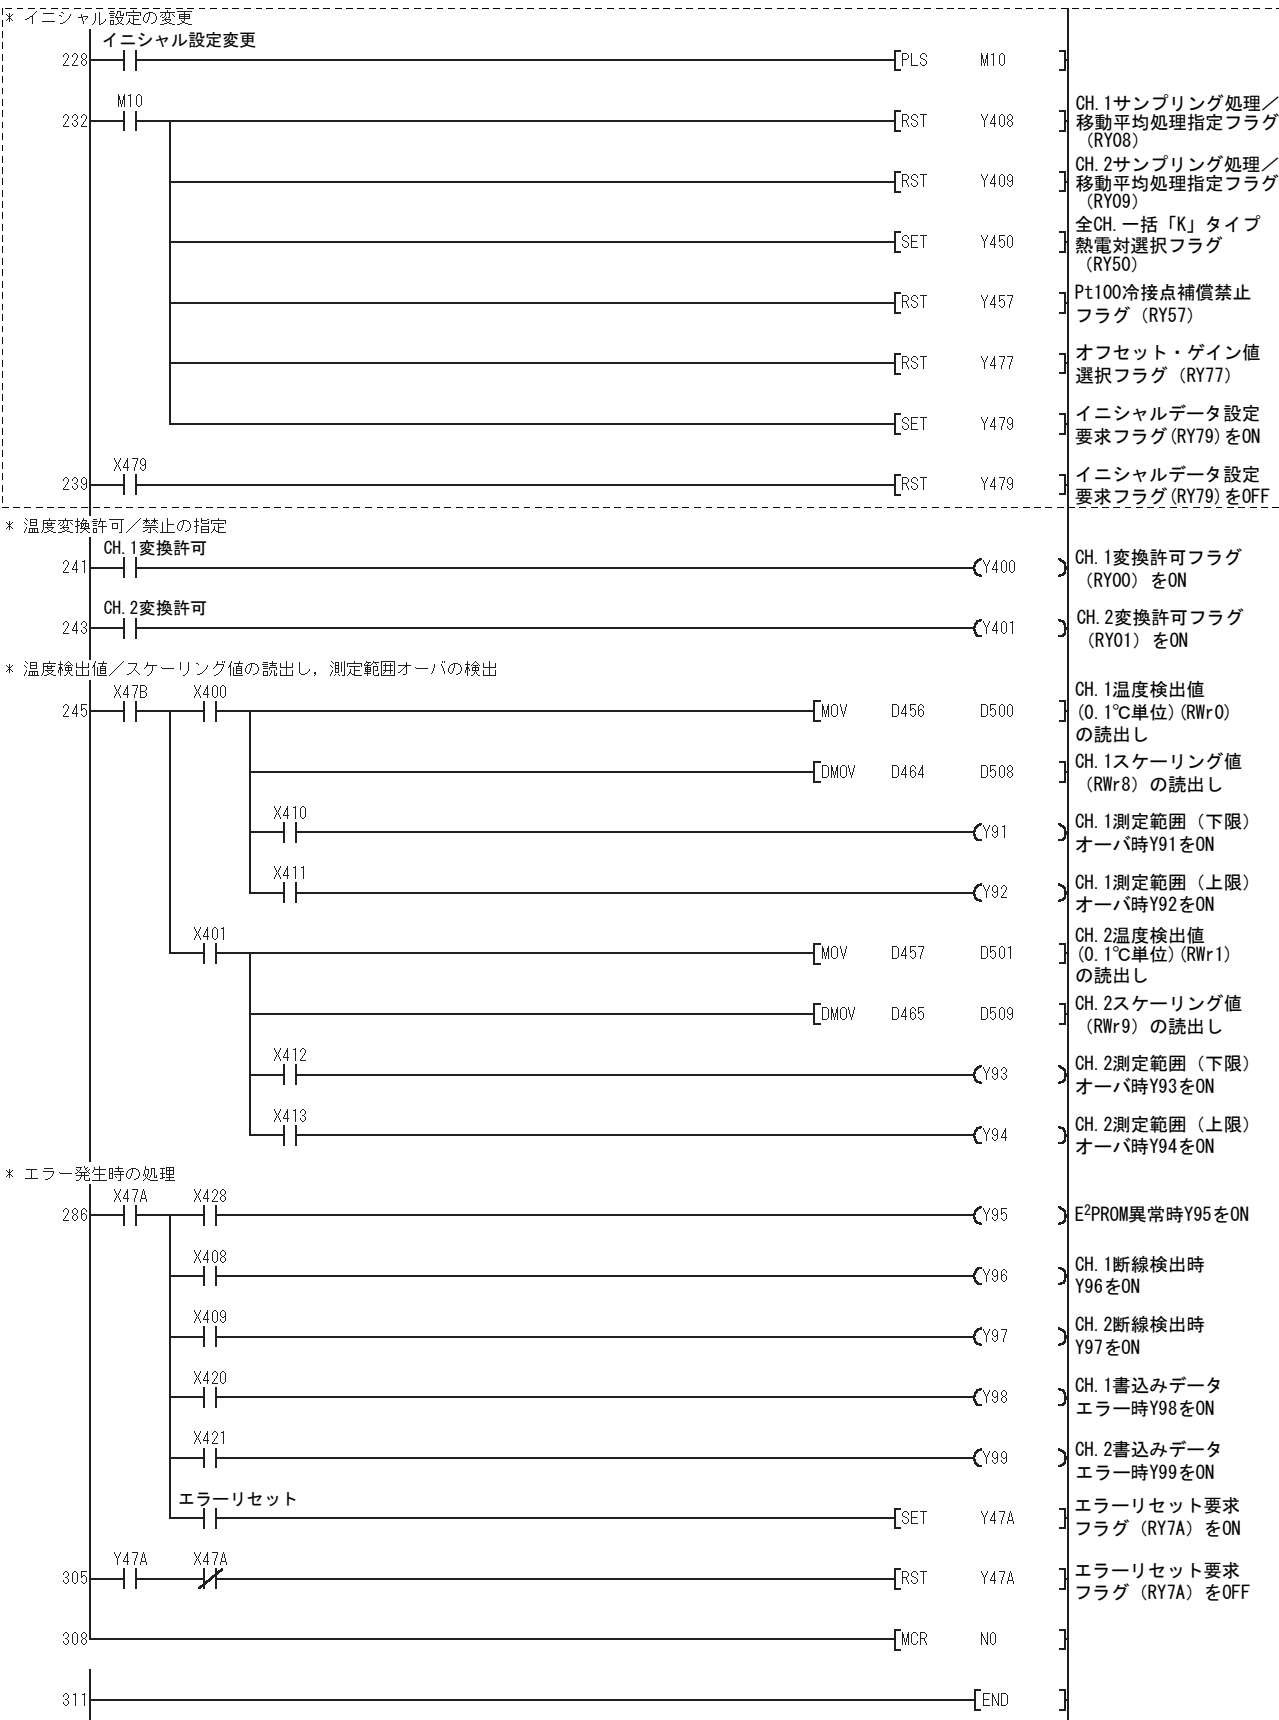 * イニシャル設定の変更
イニシャル設定変更
228 PLS M10
M10
232 RST Y408
CH.1サンプリング処理／
移動平均処理指定フラグ
（RY08）
RST Y409
CH.2サンプリング処理／
移動平均処理指定フラグ
（RY09）
SET Y450
全CH.一括「K」タイプ
熱電対選択フラグ
（RY50）
RST Y457
Pt100冷接点補償禁止
フラグ（RY57）
RST Y477
オフセット・ゲイン値
選択フラグ（RY77）
SET Y479
イニシャルデータ設定
要求フラグ(RY79)をON
X479
239 RST Y479
イニシャルデータ設定
要求フラグ(RY79)をOFF
* 温度変換許可／禁止の指定
CH.1変換許可
241 Y400
CH.1変換許可フラグ
（RY00）をON
CH.2変換許可
243 Y401
CH.2変換許可フラグ
（RY01）をON
* 温度検出値／スケーリング値の読出し，測定範囲オーバの検出
X47B X400
245 MOV D456 D500
CH.1温度検出値
(0.1℃単位)(RWr0)
の読出し
DMOV D464 D508
CH.1スケーリング値
（RWr8）の読出し
X410
Y91
CH.1測定範囲（下限）
オーバ時Y91をON
X411
Y92
CH.1測定範囲（上限）
オーバ時Y92をON
X401
MOV D457 D501
CH.2温度検出値
(0.1℃単位)(RWr1)
の読出し
DMOV D465 D509
CH.2スケーリング値
（RWr9）の読出し
X412
Y93
CH.2測定範囲（下限）
オーバ時Y93をON
X413
Y94
CH.2測定範囲（上限）
オーバ時Y94をON
* エラー発生時の処理
X47A X428
286 Y95
E²PROM異常時Y95をON
X408
Y96
CH.1断線検出時
Y96をON
X409
Y97
CH.2断線検出時
Y97をON
X420
Y98
CH.1書込みデータ
エラー時Y98をON
X421
Y99
CH.2書込みデータ
エラー時Y99をON
エラーリセット
SET Y47A
エラーリセット要求
フラグ（RY7A）をON
Y47A X47A
305 RST Y47A
エラーリセット要求
フラグ（RY7A）をOFF
308 MCR N0
311 END